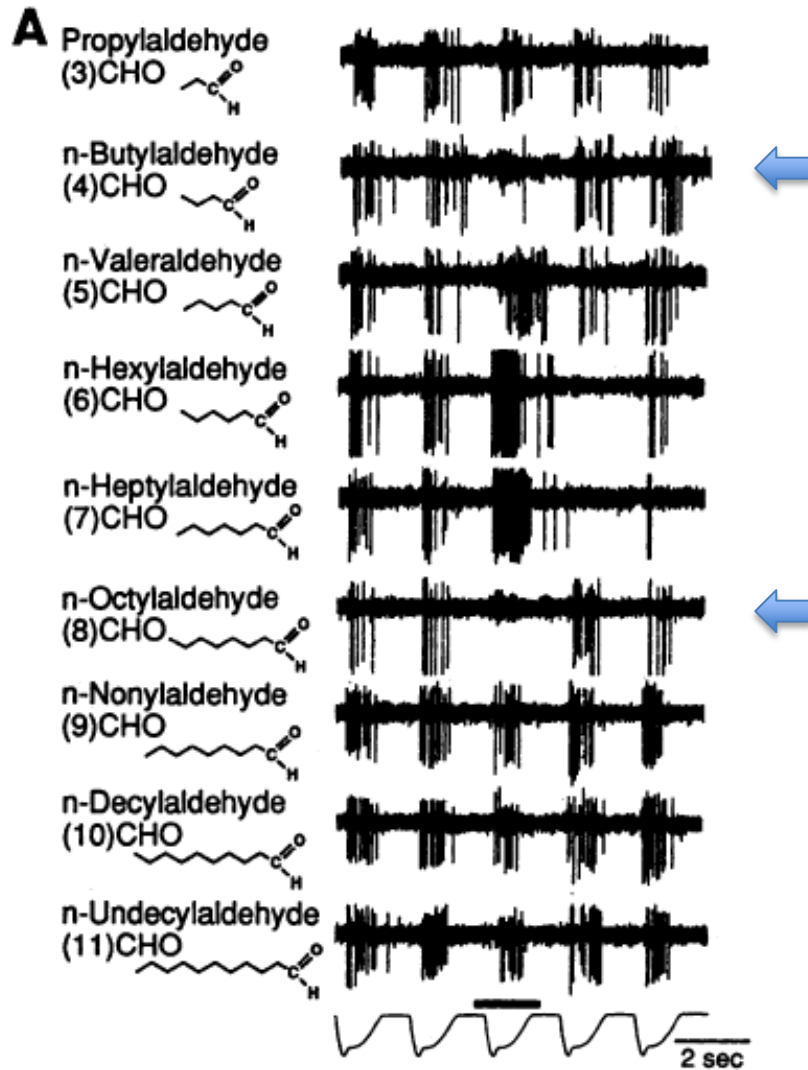 A
Propylaldehyde
(3)CHO
C O
H
n-Butylaldehyde
(4)CHO
C O
H
n-Valeraldehyde
(5)CHO
C O
H
n-Hexylaldehyde
(6)CHO
C O
H
n-Heptylaldehyde
(7)CHO
C O
H
n-Octylaldehyde
(8)CHO
C O
H
n-Nonylaldehyde
(9)CHO
C O
H
n-Decylaldehyde
(10)CHO
C O
H
n-Undecylaldehyde
(11)CHO
C O
H
2 sec